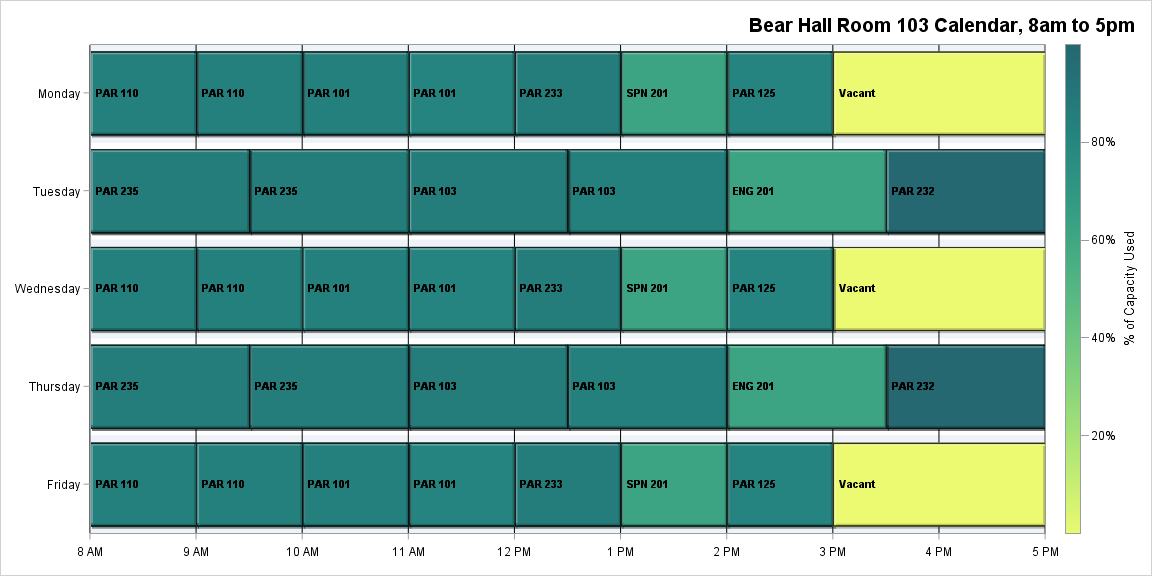 Bear Hall Room 103 Calendar, 8am to 5pm
Monday
PAR 110
PAR 110
PAR 101
PAR 101
PAR 233
SPN 201
PAR 125
Vacant
Tuesday
PAR 235
PAR 235
PAR 103
PAR 103
ENG 201
PAR 232
Wednesday
PAR 110
PAR 110
PAR 101
PAR 101
PAR 233
SPN 201
PAR 125
Vacant
Thursday
PAR 235
PAR 235
PAR 103
PAR 103
ENG 201
PAR 232
Friday
PAR 110
PAR 110
PAR 101
PAR 101
PAR 233
SPN 201
PAR 125
Vacant
8 AM
9 AM
10 AM
11 AM
12 PM
1 PM
2 PM
3 PM
4 PM
5 PM
80%
60%
40%
20%
% of Capacity Used